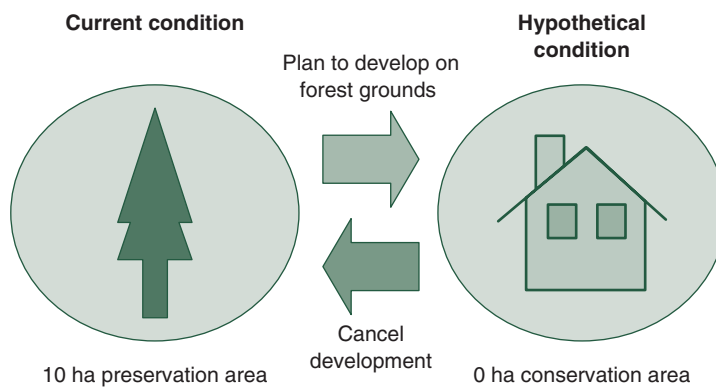 Current condition
Hypothetical
condition
Plan to develop on
forest grounds
Cancel
development
10 ha preservation area
0 ha conservation area